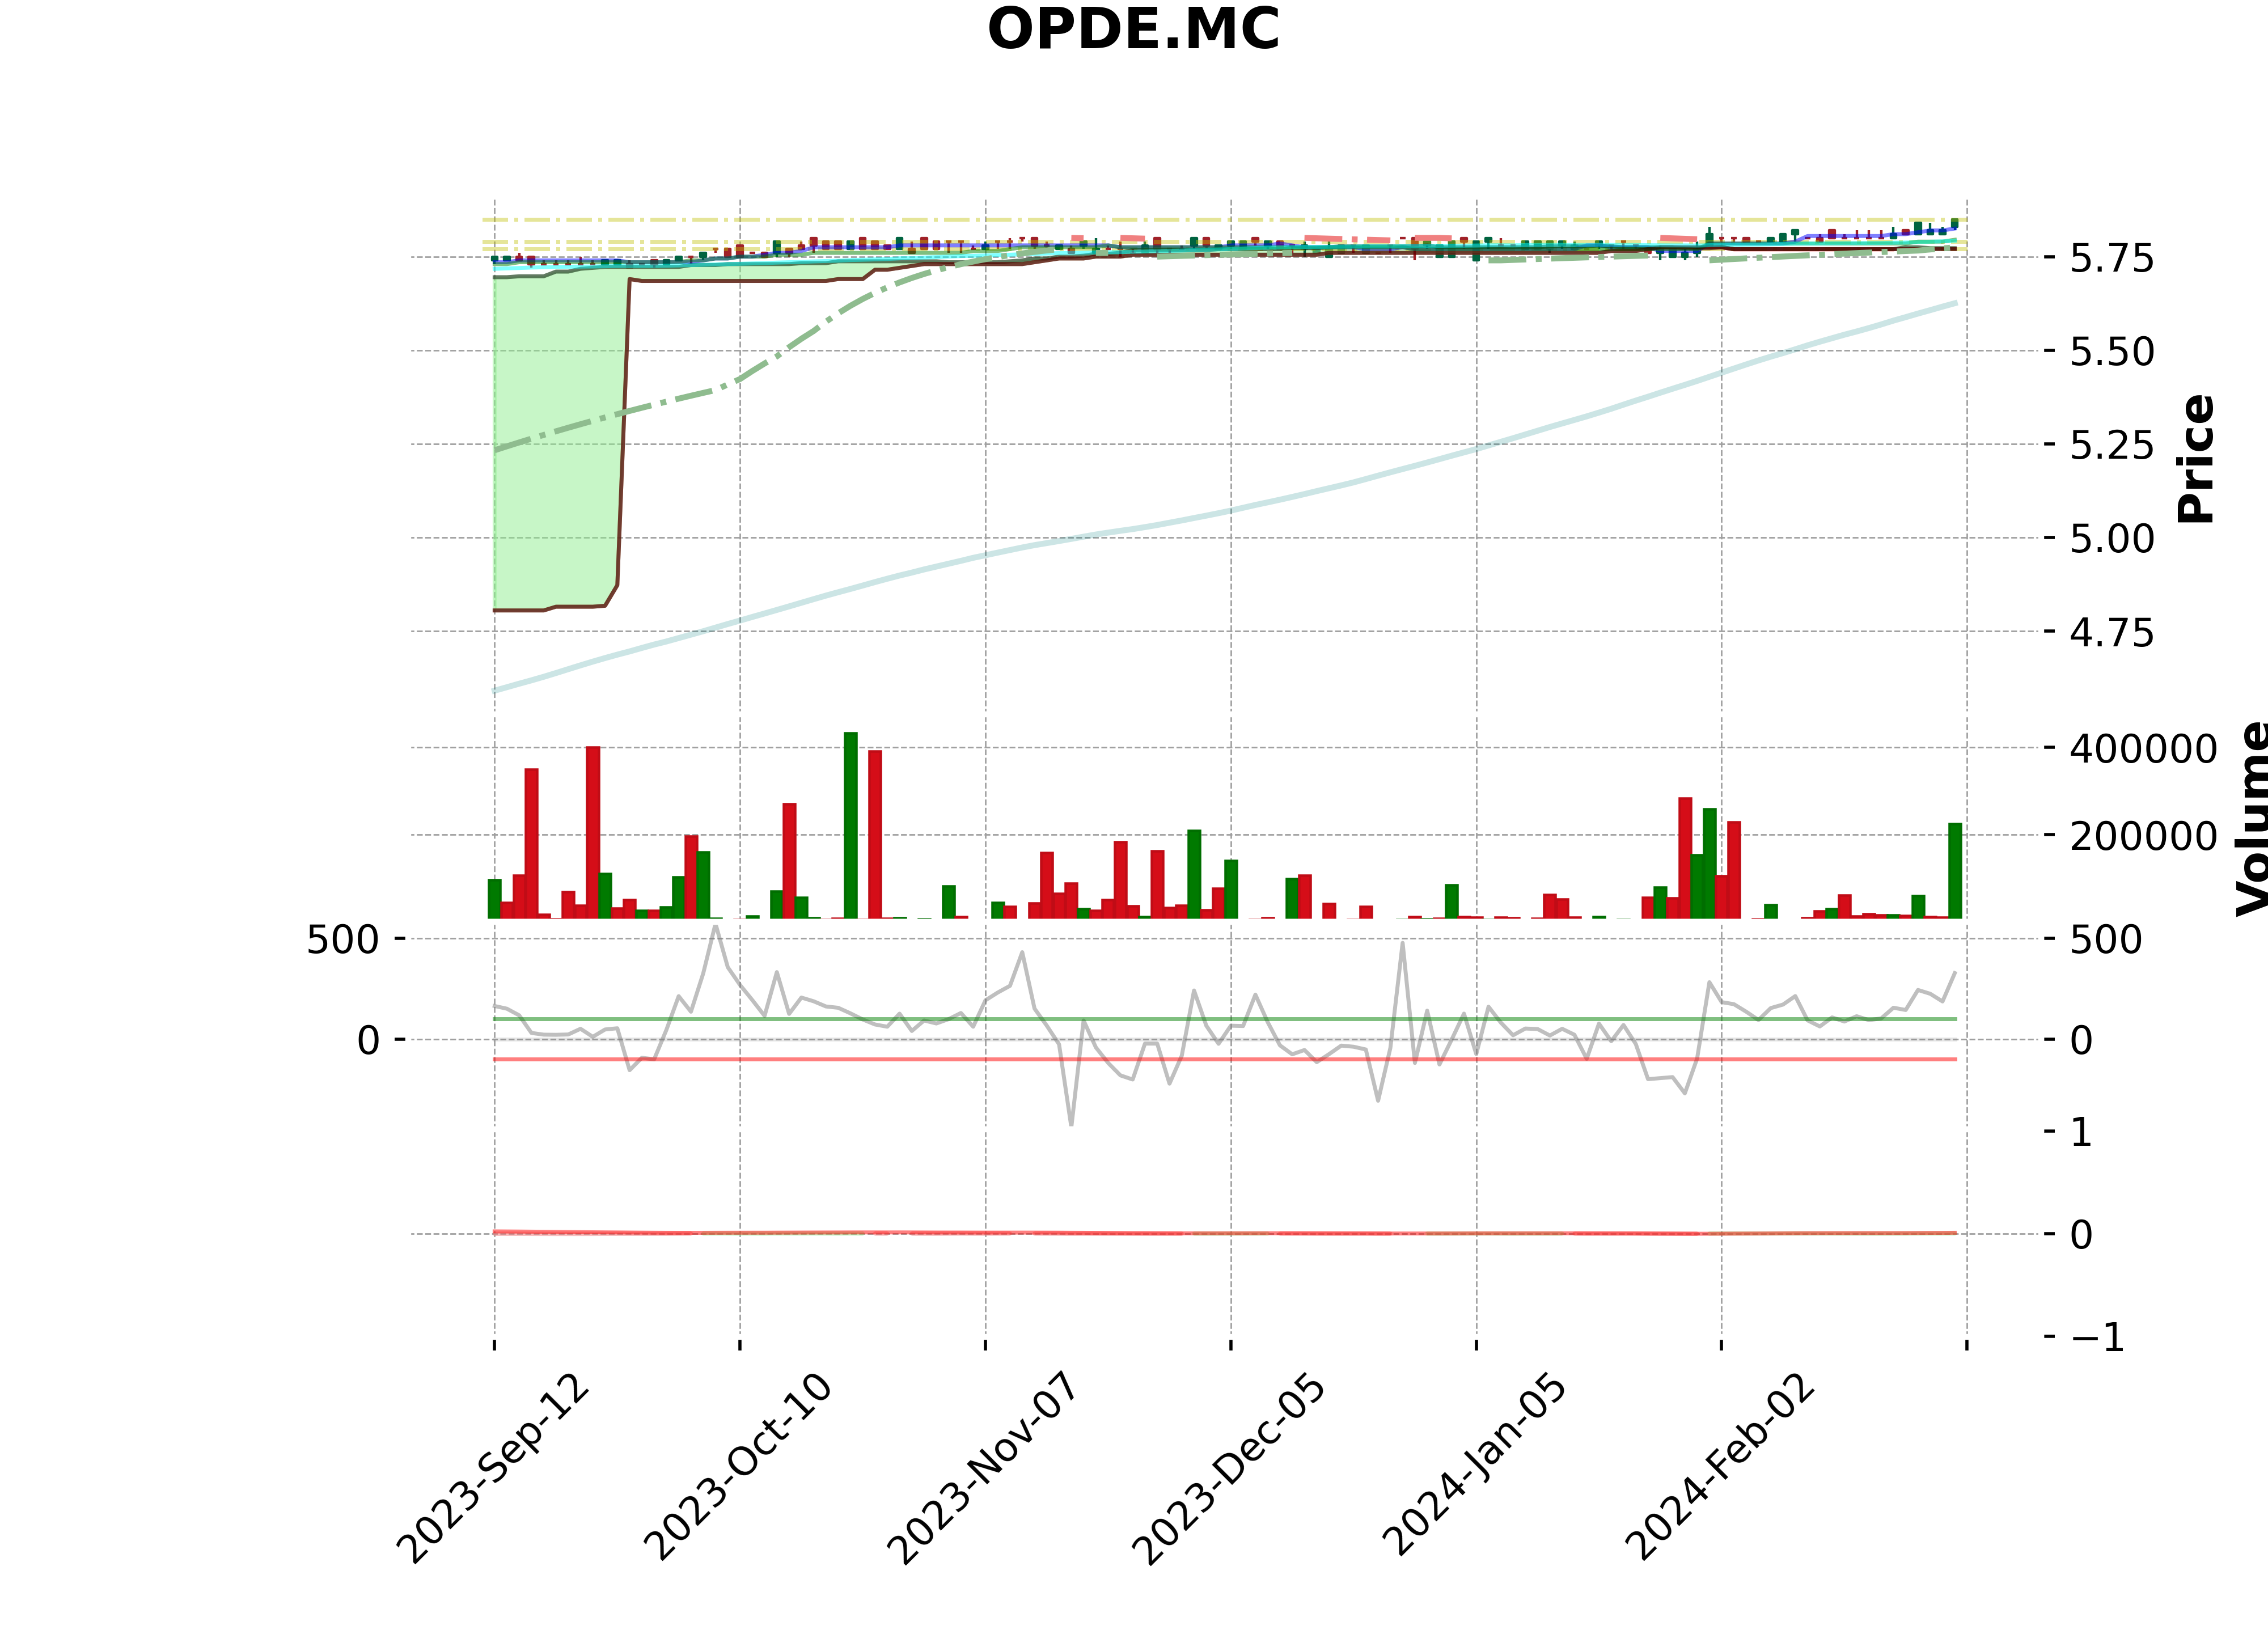 OPDE.MC
5.75
5.50
5.25
5.00
4.75
Price
400000
200000
Volume
500
0
500
0
1
0
−1
2023-Sep-12
2023-Oct-10
2023-Nov-07
2023-Dec-05
2024-Jan-05
2024-Feb-02